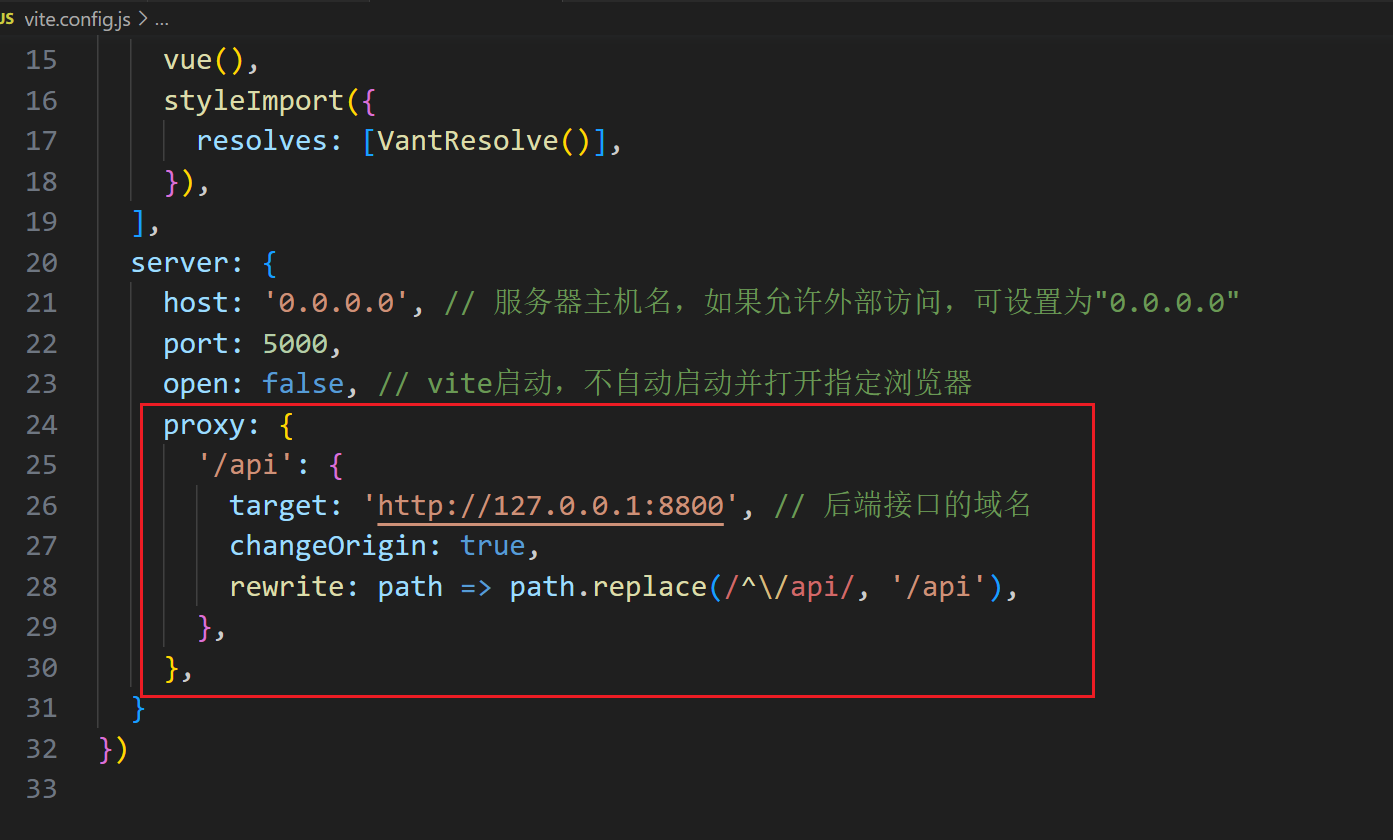 JS vite.config.js > ...
15 vue(),
16 styleImport({
17 resolves: [VantResolve()],
18 }),
19 ],
20 server: {
21 host: '0.0.0.0', // 服务器主机名，如果允许外部访问，可设置为"0.0.0.0"
22 port: 5000,
23 open: false, // vite启动，不自动启动并打开指定浏览器
24 proxy: {
25 '/api': {
26 target: 'http://127.0.0.1:8800', // 后端接口的域名
27 changeOrigin: true,
28 rewrite: path => path.replace(/^\/api/, '/api'),
29 },
30 },
31 }
32 })
33